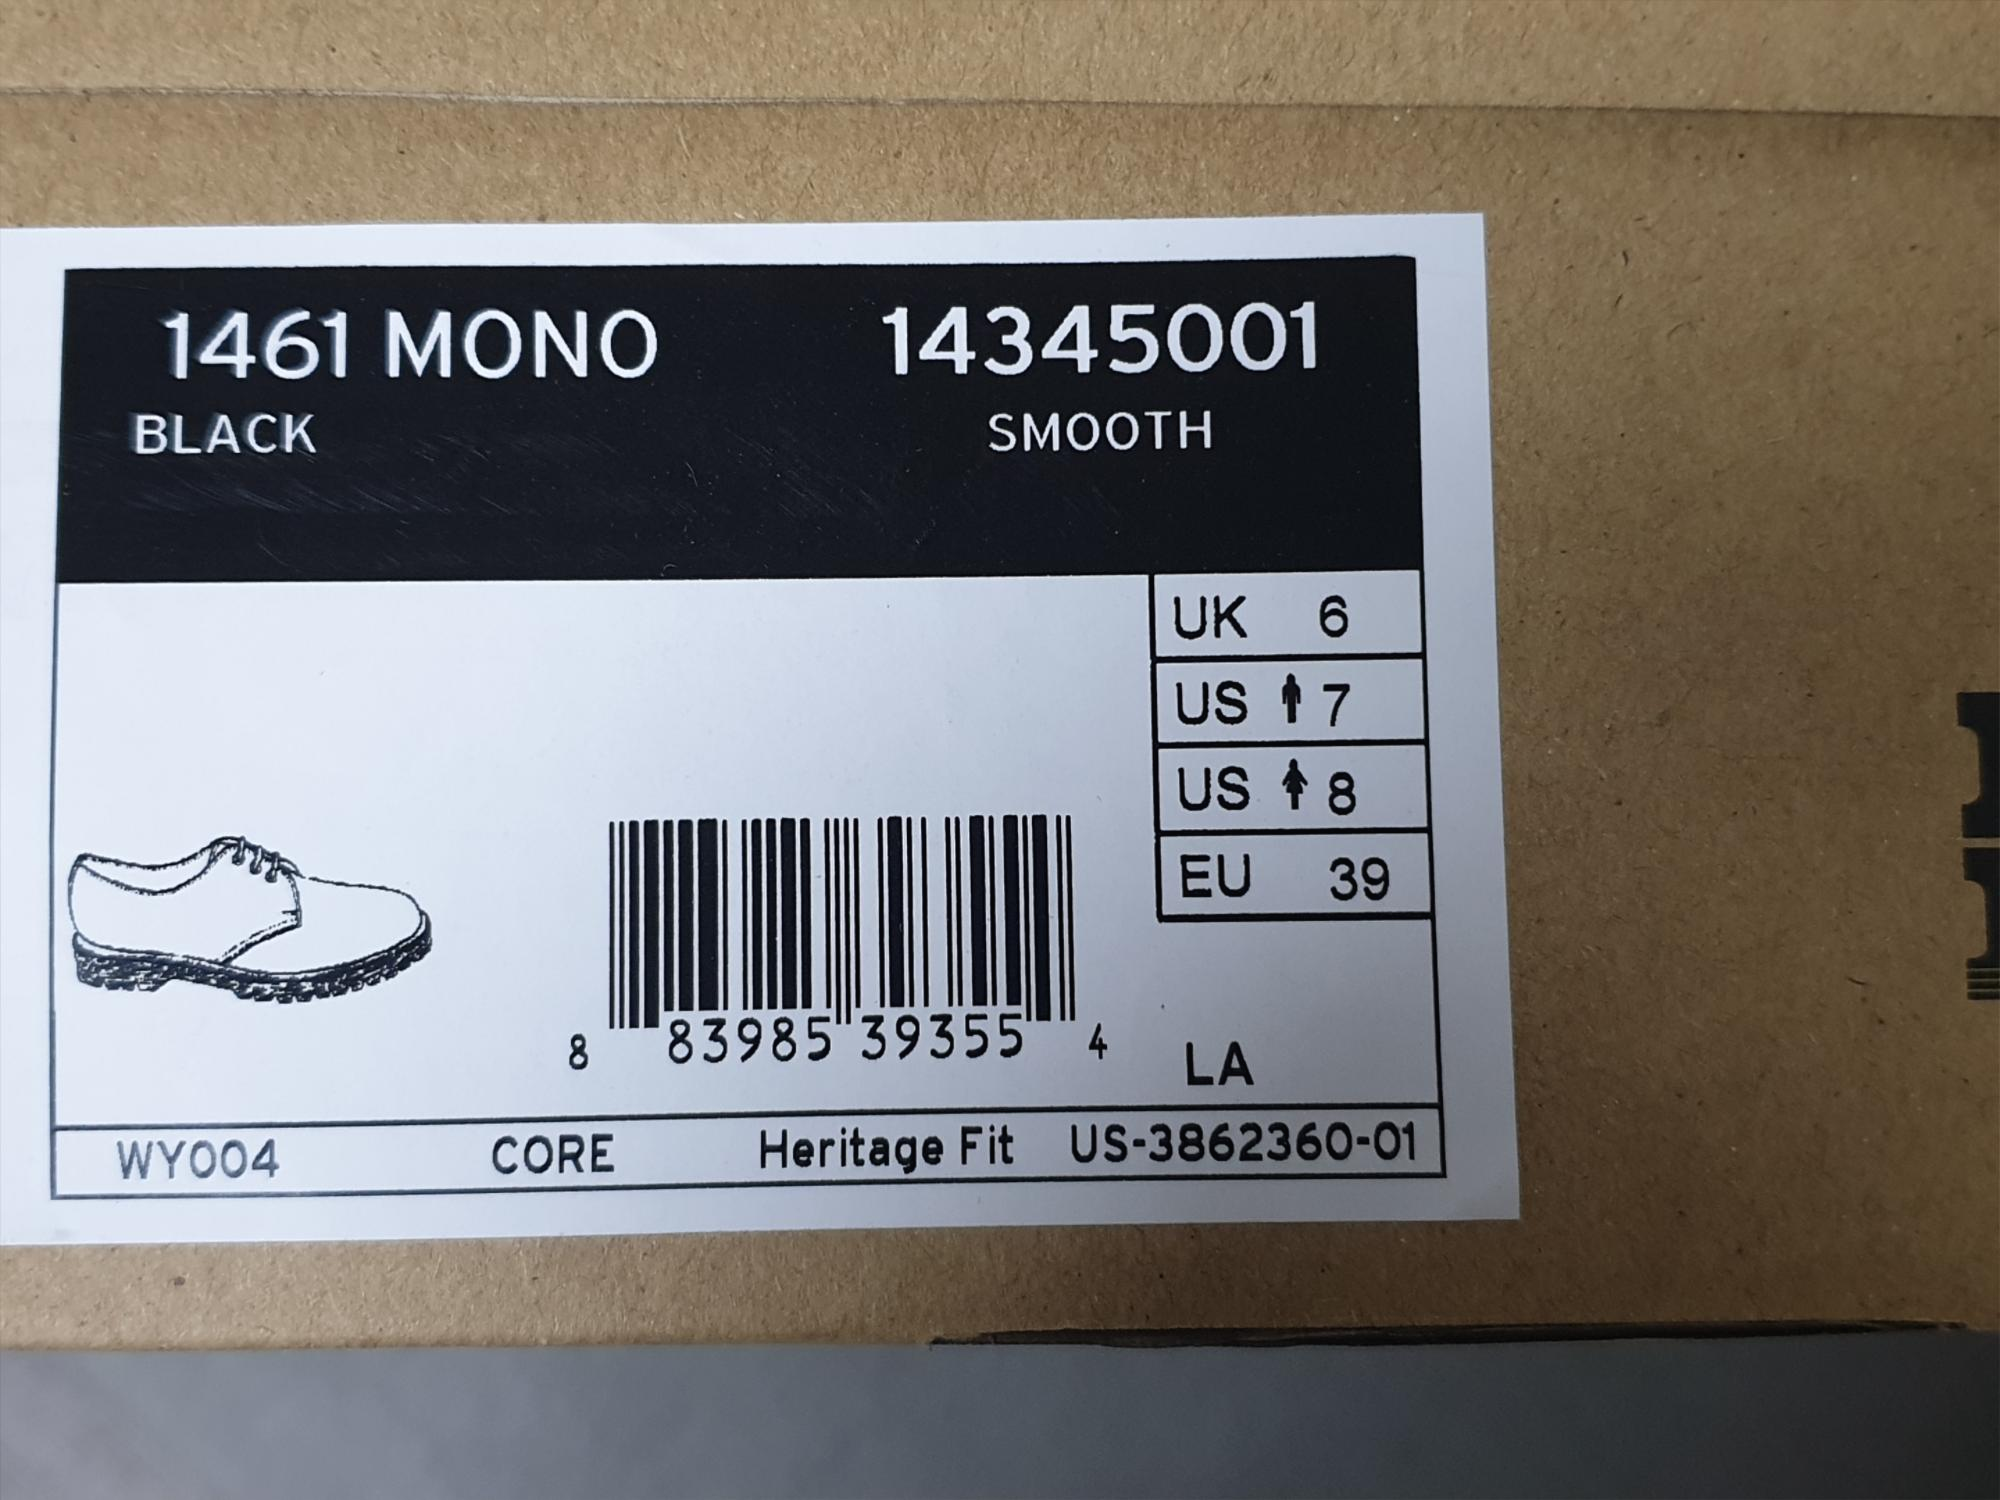 1461 MONO 14345001
BLACK SMOOTH
UK 6
US 7
US 8
EU 39
8 83985 39355 4
LA
WY004 CORE Heritage Fit US-3862360-01